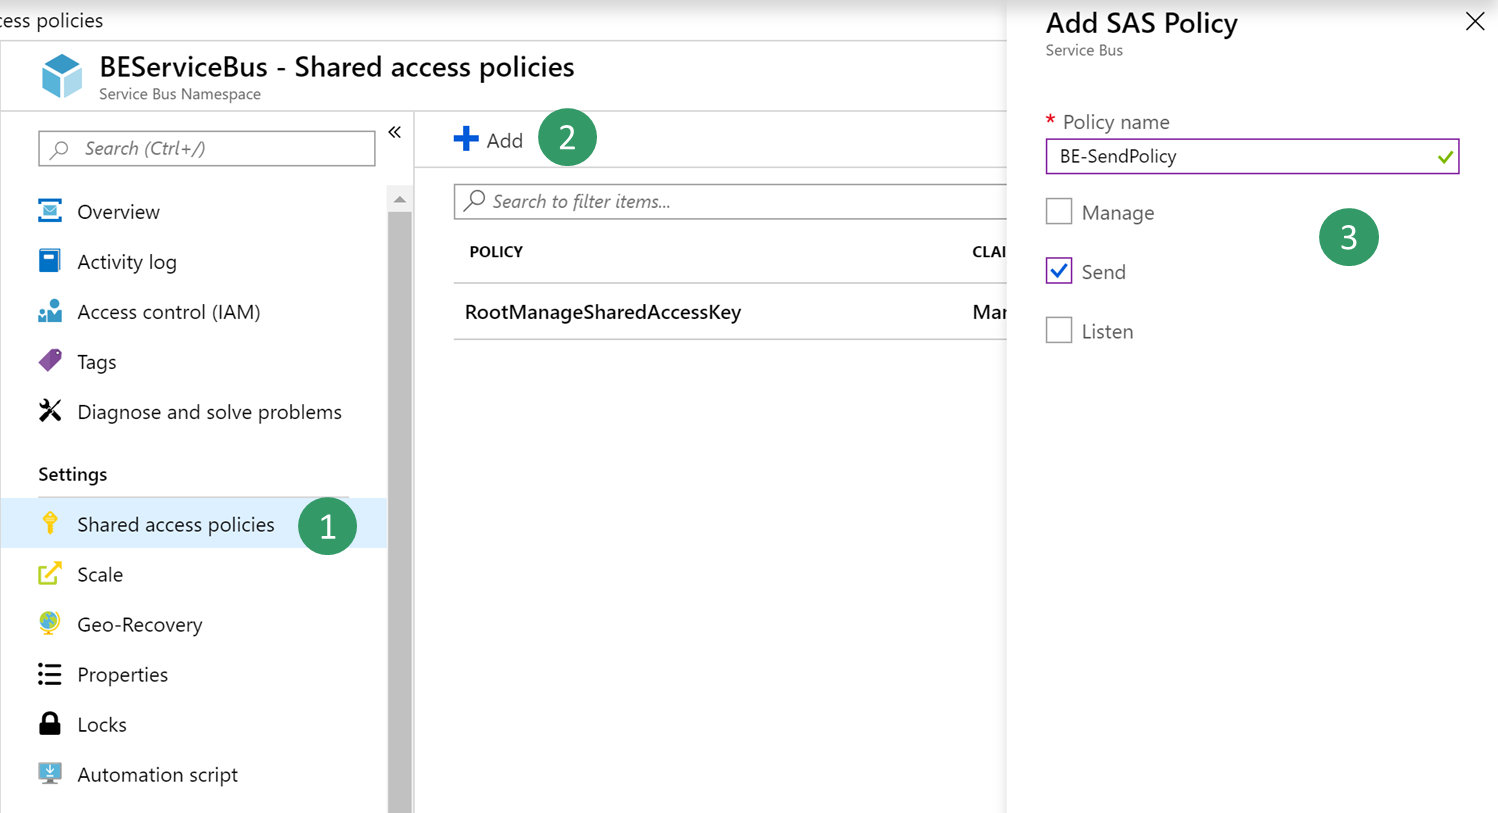 cess policies
BEServiceBus - Shared access policies
Service Bus Namespace
Search (Ctrl+/)
«
Overview
Activity log
Access control (IAM)
Tags
Diagnose and solve problems
Settings
Shared access policies
1
Scale
Geo-Recovery
Properties
Locks
Automation script
Add
2
Search to filter items...
POLICY CLAI
RootManageSharedAccessKey Mar
Add SAS Policy
Service Bus
* Policy name
BE-SendPolicy
Manage
3
Send
Listen